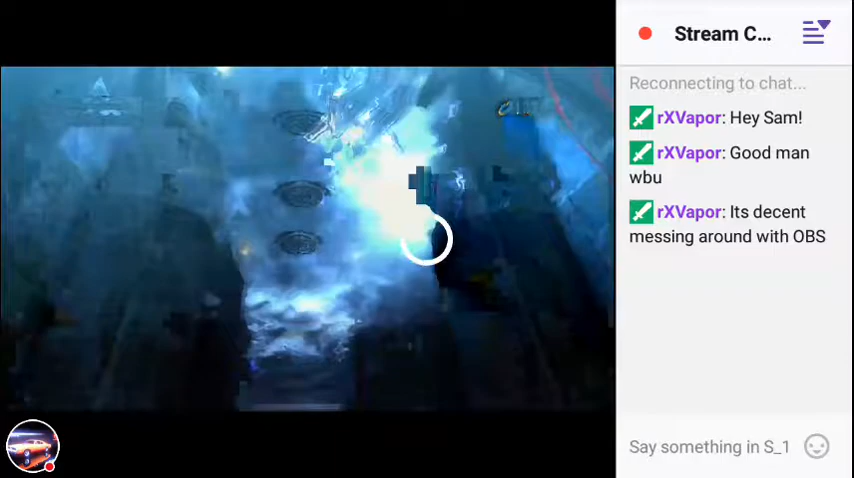 Stream C...
Reconnecting to chat...
rXVapor: Hey Sam!
rXVapor: Good man
wbu
rXVapor: Its decent
messing around with OBS
Say something in S_1